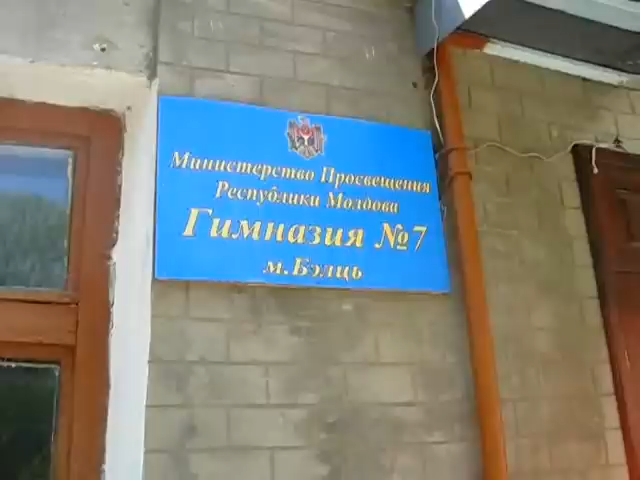 Министерство Просвещения
Республики Молдова
Гимназия №7
м.Бэлць